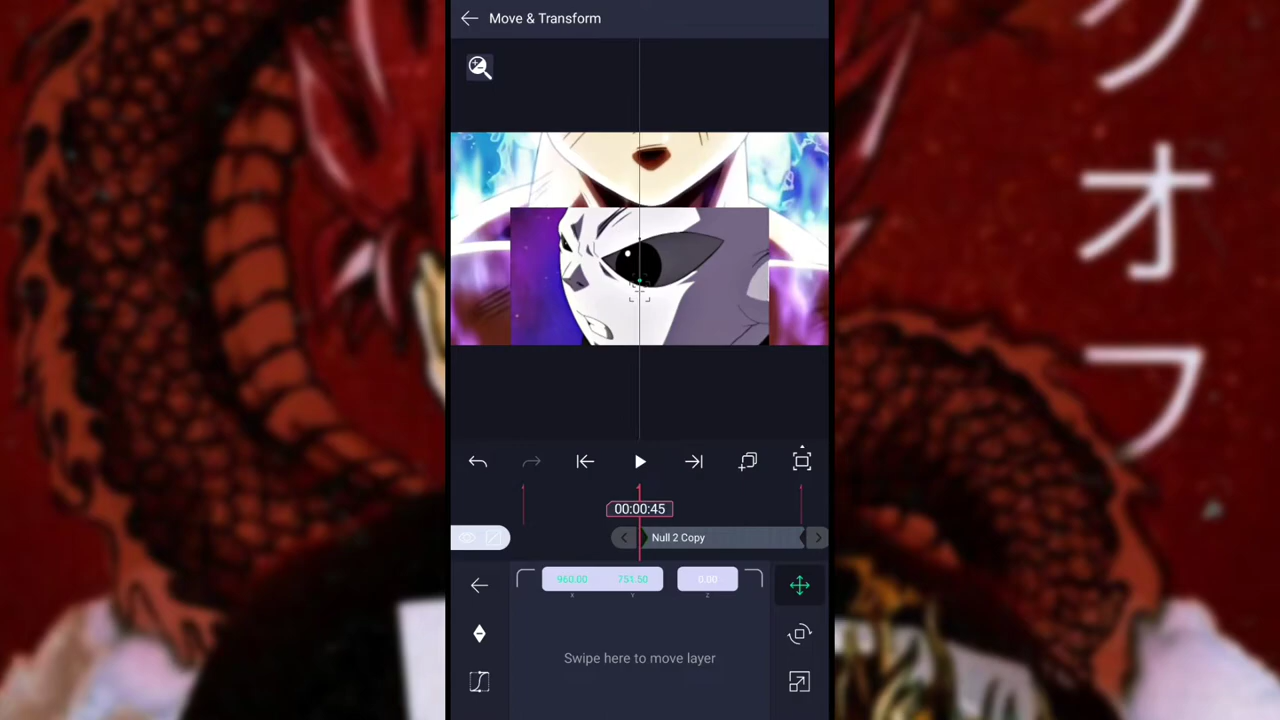 Move & Transform
00:00:45
Null 2 Copy
960.00
751.50
0.00
X
Y
Z
Swipe here to move layer
オ
フ